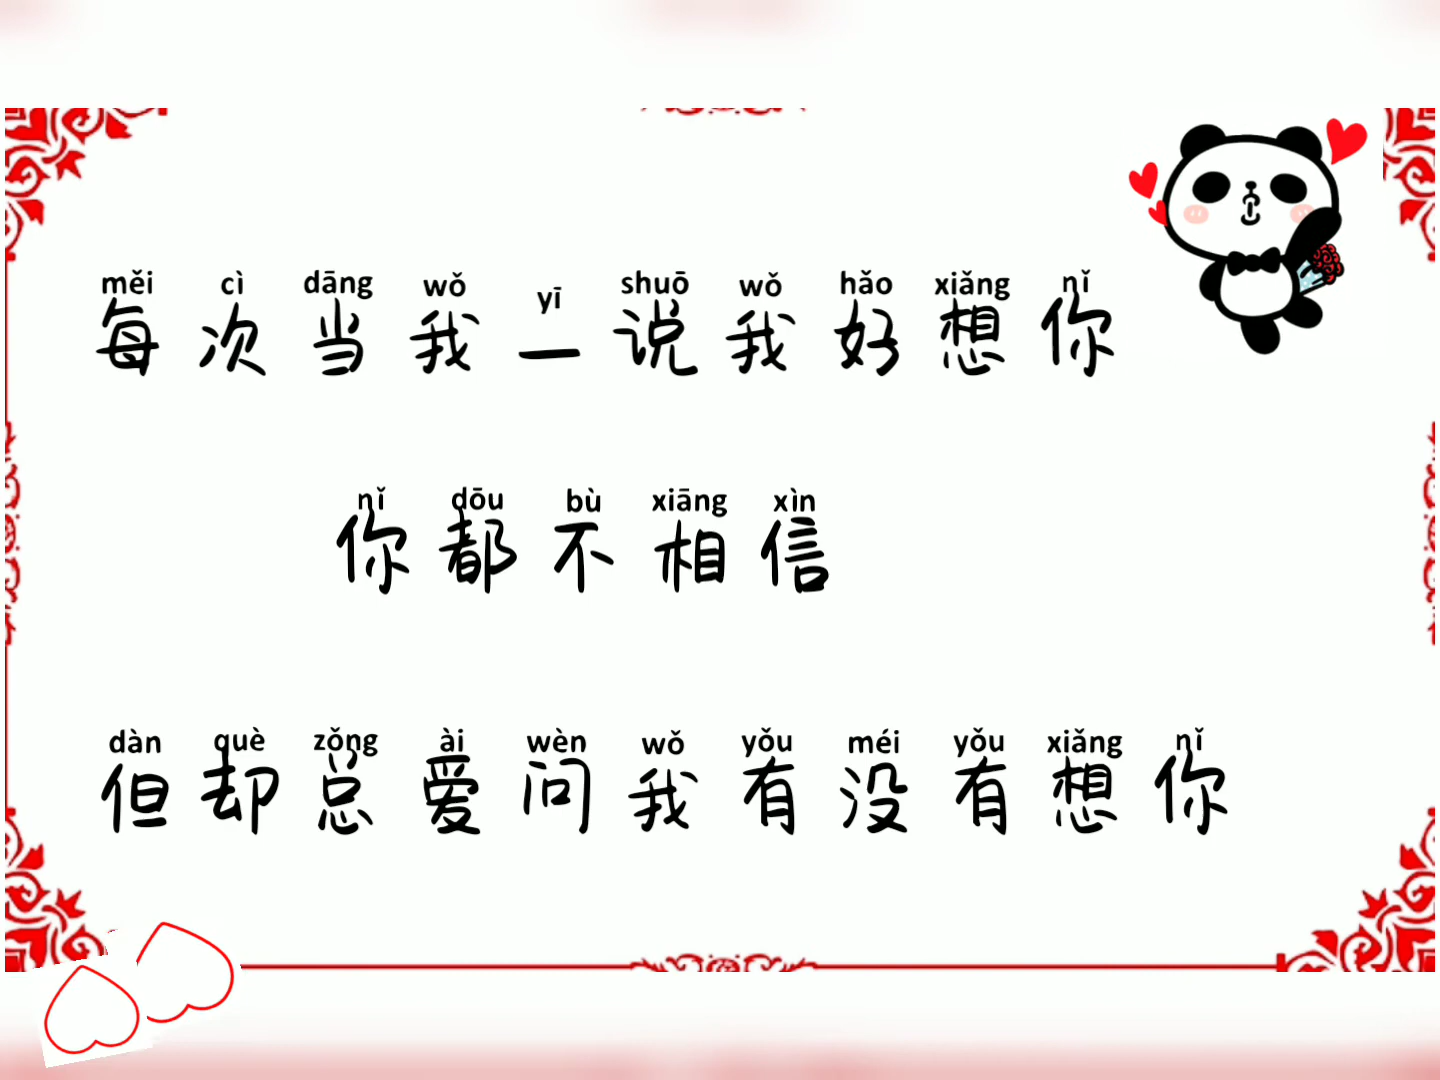 měi cì dāng wǒ yī shuō wǒ hǎo xiǎng nǐ
每次当我一说我好想你
nǐ dōu bù xiāng xìn
你都不相信
dàn què zǒng ài wèn wǒ yǒu méi yǒu xiǎng nǐ
但却总爱问我有没有想你